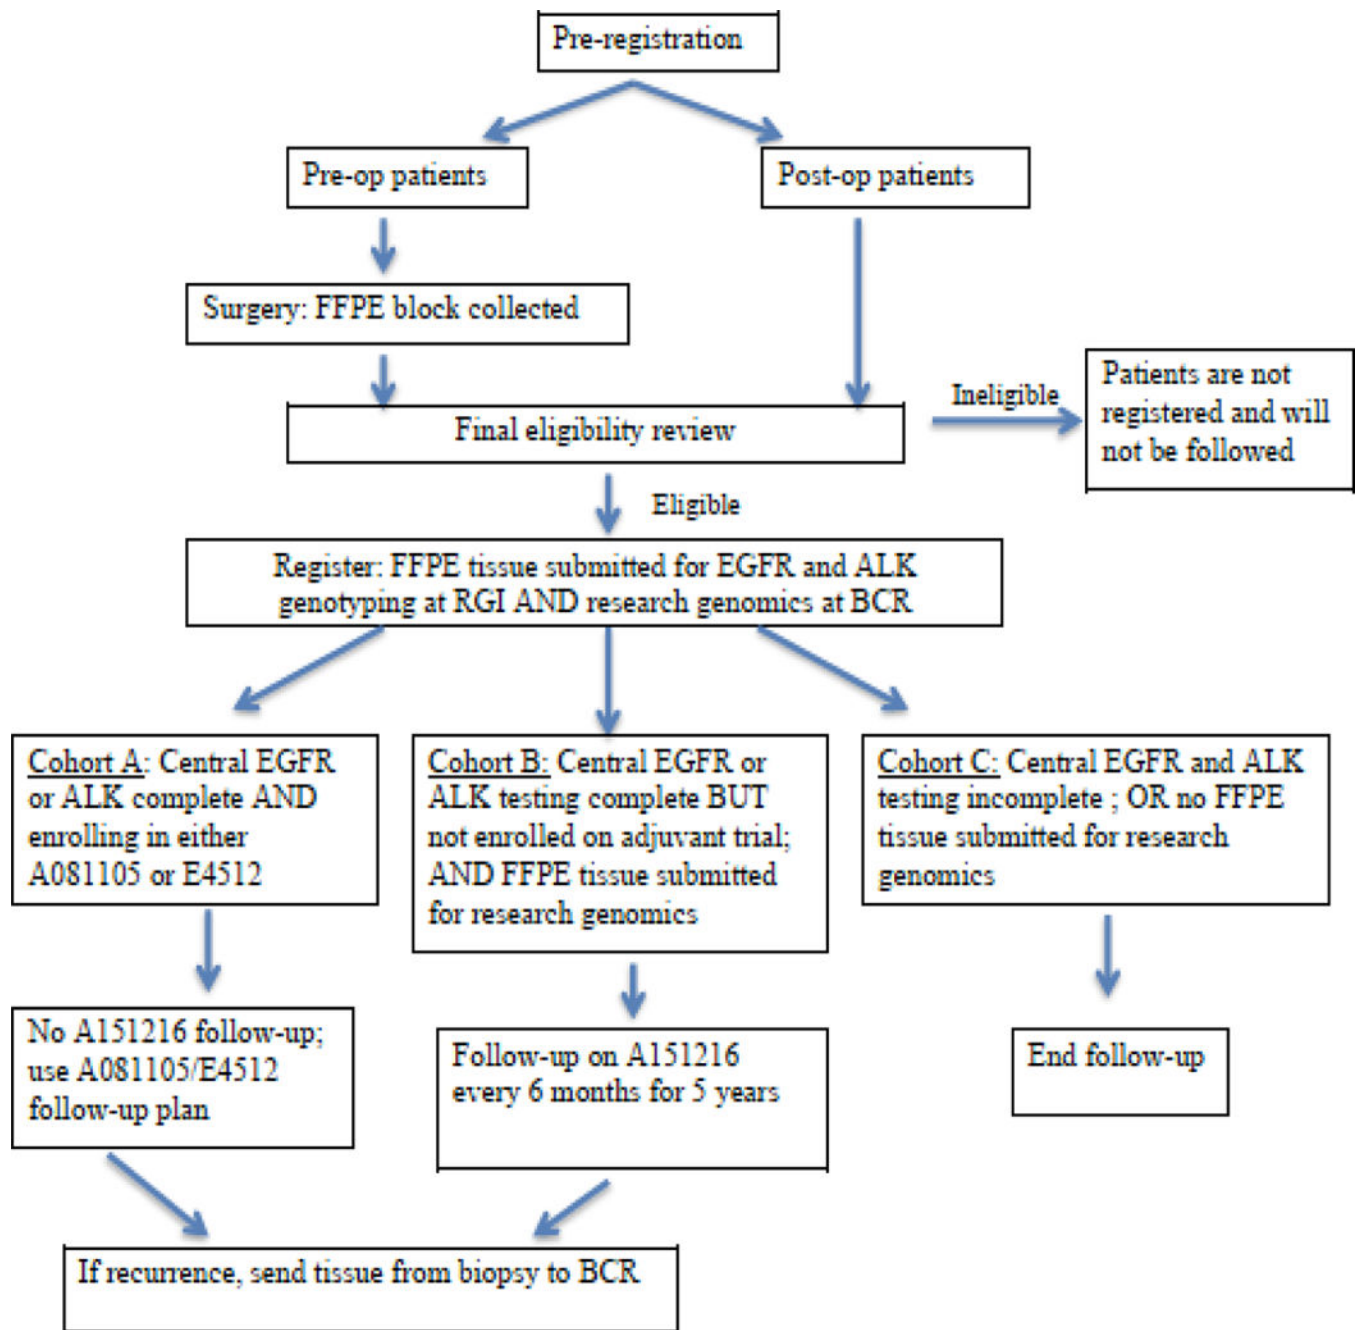 Pre-registration
Pre-op patients
Post-op patients
Surgery: FFPE block collected
Ineligible
Patients are not
registered and will
not be followed
Final eligibility review
Eligible
Register: FFPE tissue submitted for EGFR and ALK
genotyping at RGI AND research genomics at BCR
Cohort A: Central EGFR
or ALK complete AND
enrolling in either
A081105 or E4512
Cohort B: Central EGFR or
ALK testing complete BUT
not enrolled on adjuvant trial;
AND FFPE tissue submitted
for research genomics
Cohort C: Central EGFR and ALK
testing incomplete ; OR no FFPE
tissue submitted for research
genomics
No A151216 follow-up;
use A081105/E4512
follow-up plan
Follow-up on A151216
every 6 months for 5 years
End follow-up
If recurrence, send tissue from biopsy to BCR